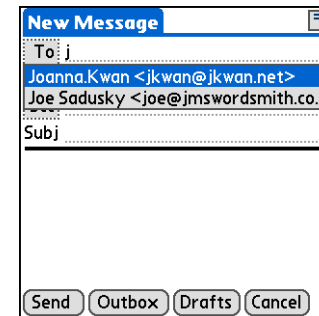 New Message
To j
Joanna.Kwan <jkwan@jkwan.net>
Joe Sadusky <joe@jmswordsmith.co.
Subj
Send Outbox Drafts Cancel